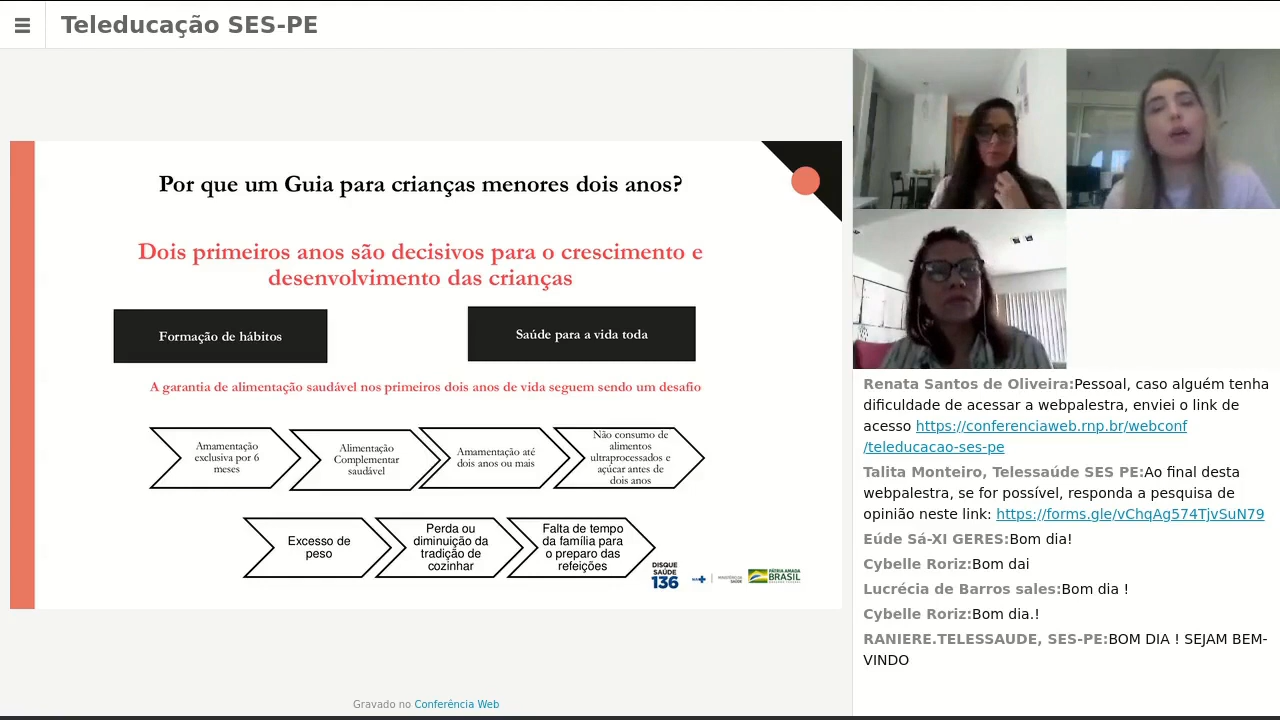 Teleducação SES-PE
Por que um Guia para crianças menores dois anos?
Dois primeiros anos são decisivos para o crescimento e
desenvolvimento das crianças
Formação de hábitos
Saúde para a vida toda
A garantia de alimentação saudável nos primeiros dois anos de vida seguem sendo um desafio
Amamentação
exclusiva por 6
meses
Alimentação
Complementar
saudável
Amamentação até
dois anos ou mais
Não consumo de
alimentos
ultraprocessados e
açúcar antes de
dois anos
Excesso de
peso
Perda ou
diminuição da
tradição de
cozinhar
Falta de tempo
da família para
o preparo das
refeições
DISQUE
SAÚDE
136
SUS
MINISTÉRIO DA
SAÚDE
PÁTRIA AMADA
BRASIL
Gravado no Conferência Web
Renata Santos de Oliveira:Pessoal, caso alguém tenha
dificuldade de acessar a webpalestra, enviei o link de
acesso https://conferenciaweb.rnp.br/webconf
/teleducacao-ses-pe
Talita Monteiro, Telessaúde SES PE:Ao final desta
webpalestra, se for possível, responda a pesquisa de
opinião neste link: https://forms.gle/vChqAg574TjvSuN79
Eúde Sá-XI GERES:Bom dia!
Cybelle Roriz:Bom dai
Lucrécia de Barros sales:Bom dia !
Cybelle Roriz:Bom dia.!
RANIERE.TELESSAUDE, SES-PE:BOM DIA ! SEJAM BEM-
VINDO